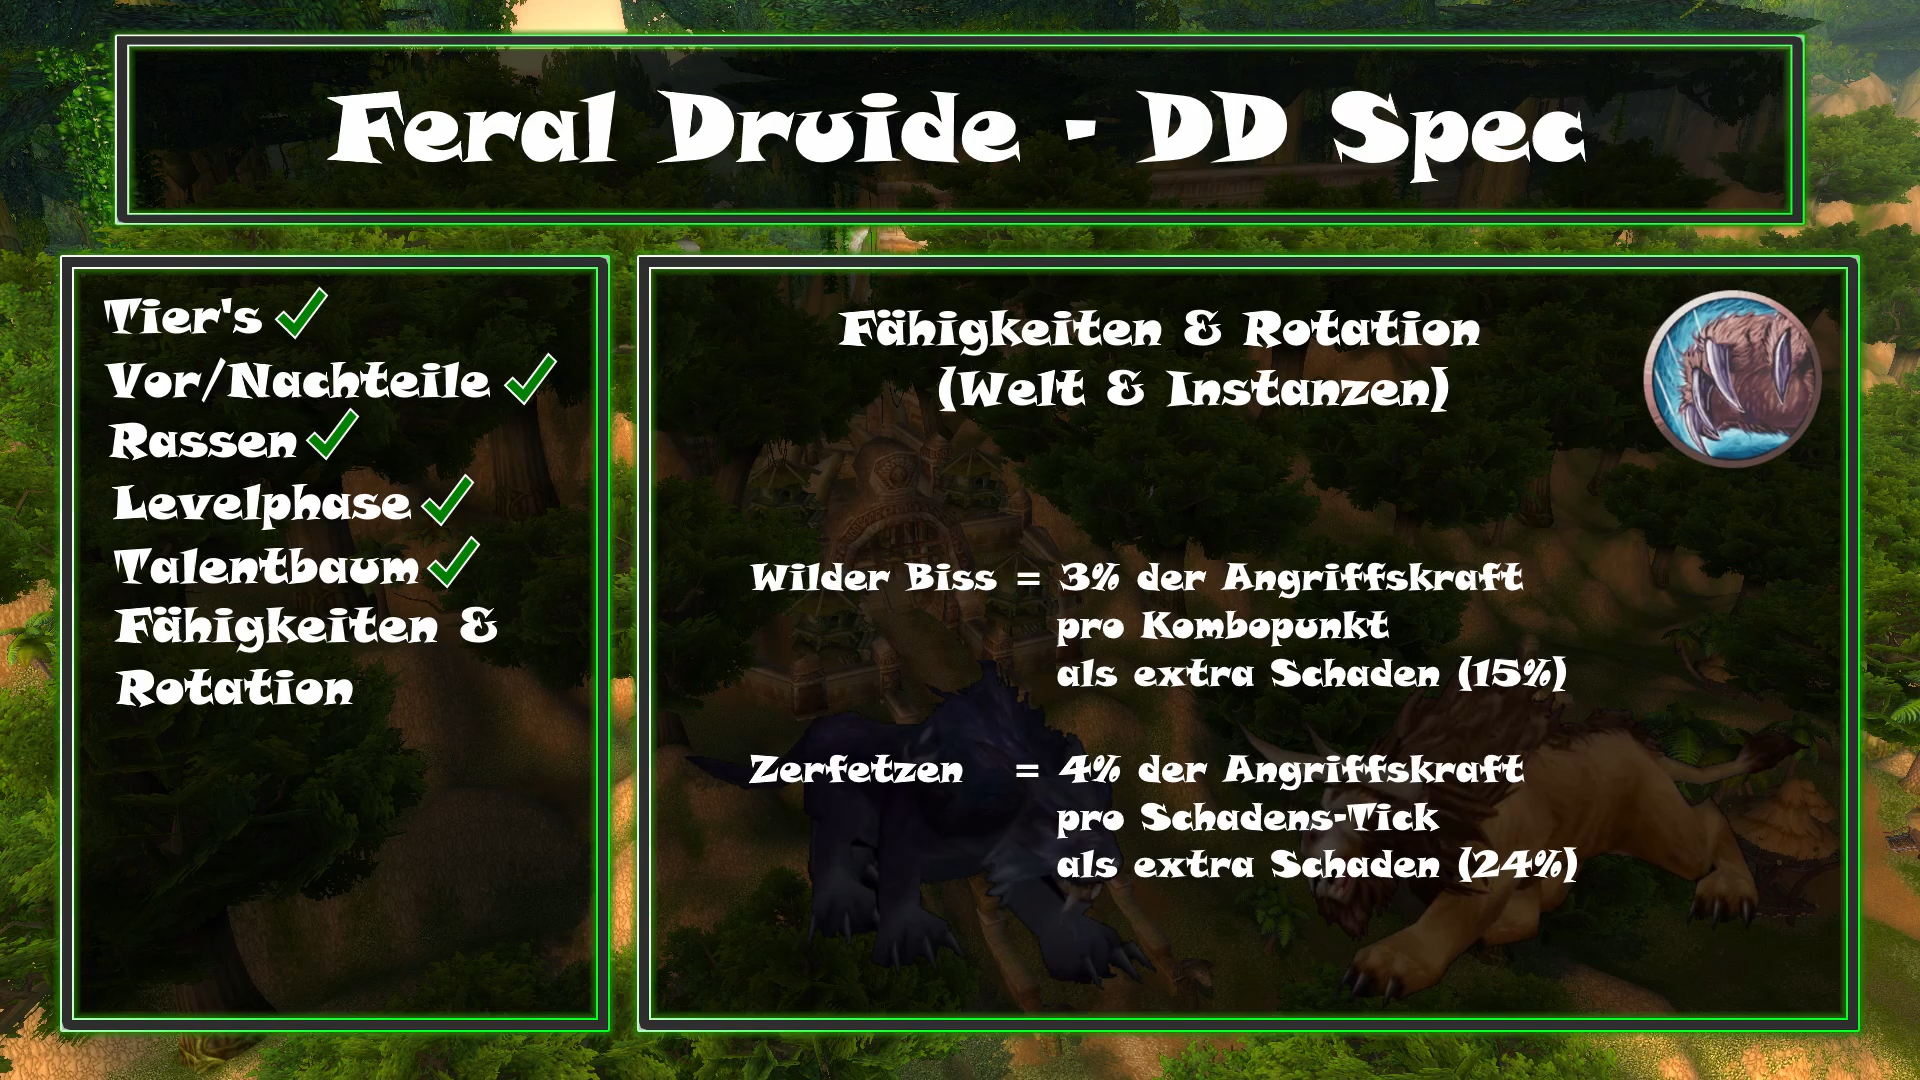 Feral Druide - DD Spec
Tier's
Vor/Nachteile
Rassen
Levelphase
Talentbaum
Fähigkeiten &
Rotation
Fähigkeiten & Rotation
(Welt & Instanzen)
Wilder Biss = 3% der Angriffskraft
pro Kombopunkt
als extra Schaden (15%)
Zerfetzen = 4% der Angriffskraft
pro Schadens-Tick
als extra Schaden (24%)